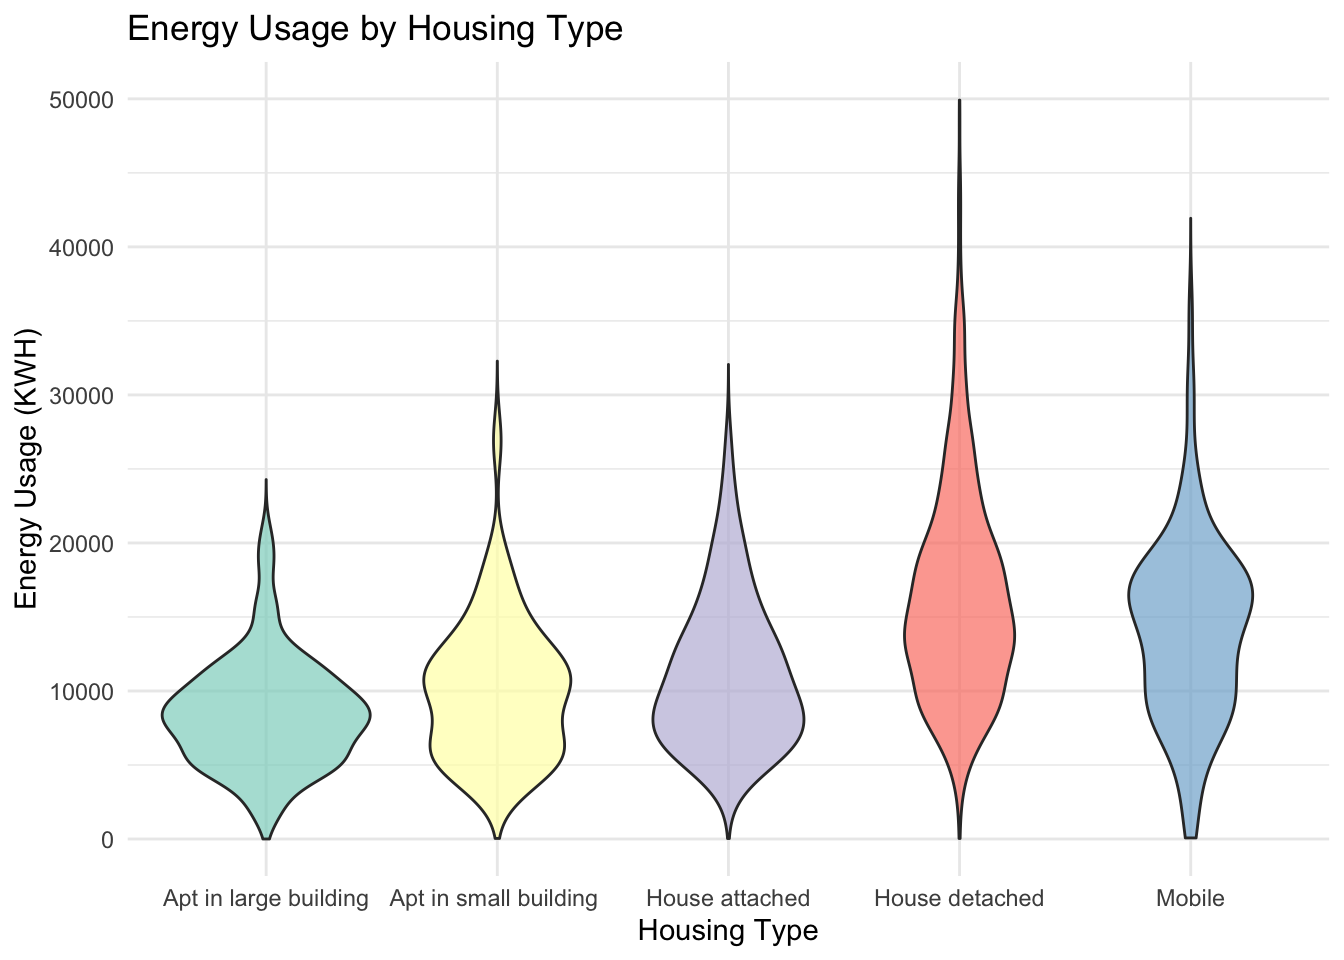 Energy Usage by Housing Type
Energy Usage (KWH)
50000
40000
30000
20000
10000
0
Apt in large building
Apt in small building
House attached
House detached
Mobile
Housing Type